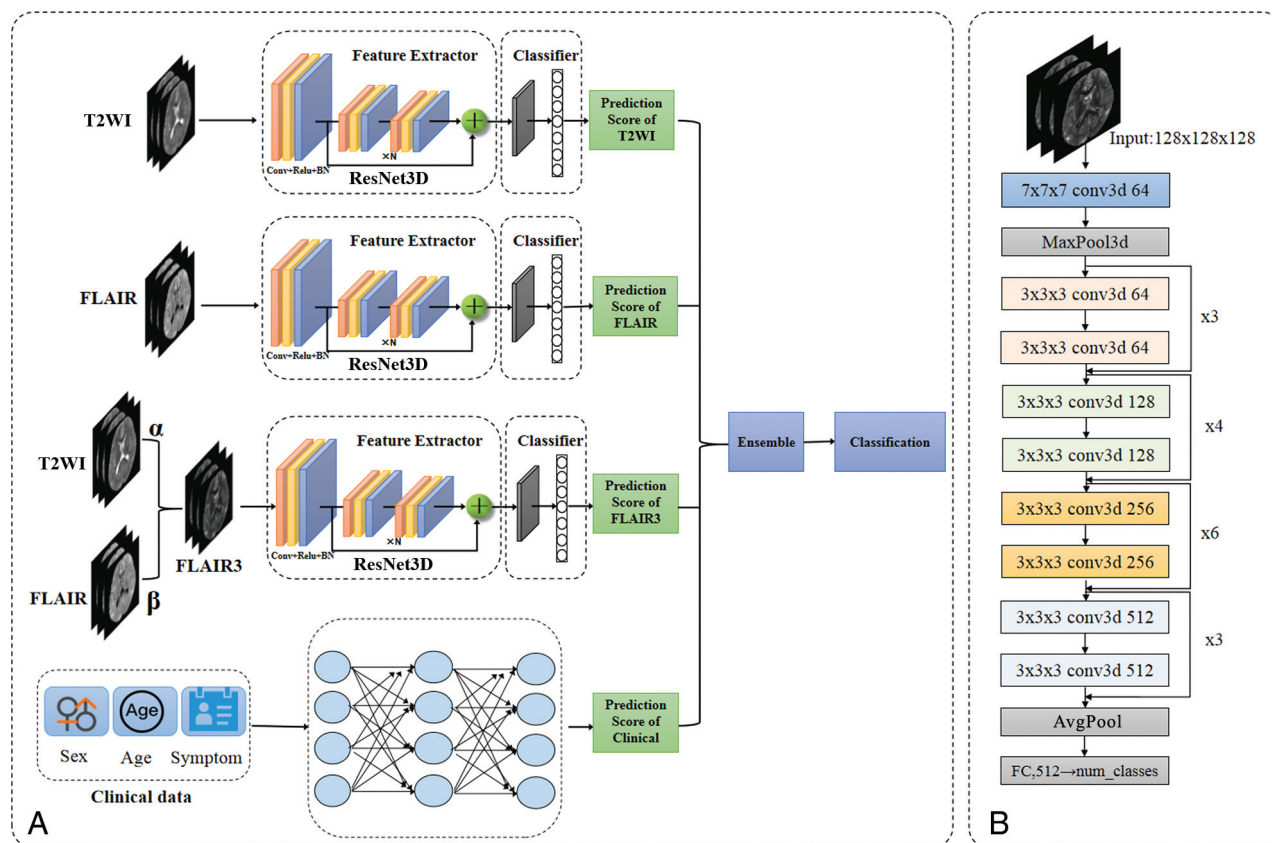 T2WI
Feature Extractor
Conv+Relu+BN
×N
ResNet3D
Classifier
Prediction
Score of
T2WI
FLAIR
Feature Extractor
Conv+Relu+BN
×N
ResNet3D
Classifier
Prediction
Score of
FLAIR
T2WI
α
FLAIR
β
FLAIR3
Feature Extractor
Conv+Relu+BN
×N
ResNet3D
Classifier
Prediction
Score of
FLAIR3
Age
Sex
Age
Symptom
Clinical data
Prediction
Score of
Clinical
Ensemble
Classification
A
Input:128x128x128
7x7x7 conv3d 64
MaxPool3d
3x3x3 conv3d 64
3x3x3 conv3d 64
x3
3x3x3 conv3d 128
3x3x3 conv3d 128
x4
3x3x3 conv3d 256
3x3x3 conv3d 256
x6
3x3x3 conv3d 512
3x3x3 conv3d 512
x3
AvgPool
FC,512→num_classes
B